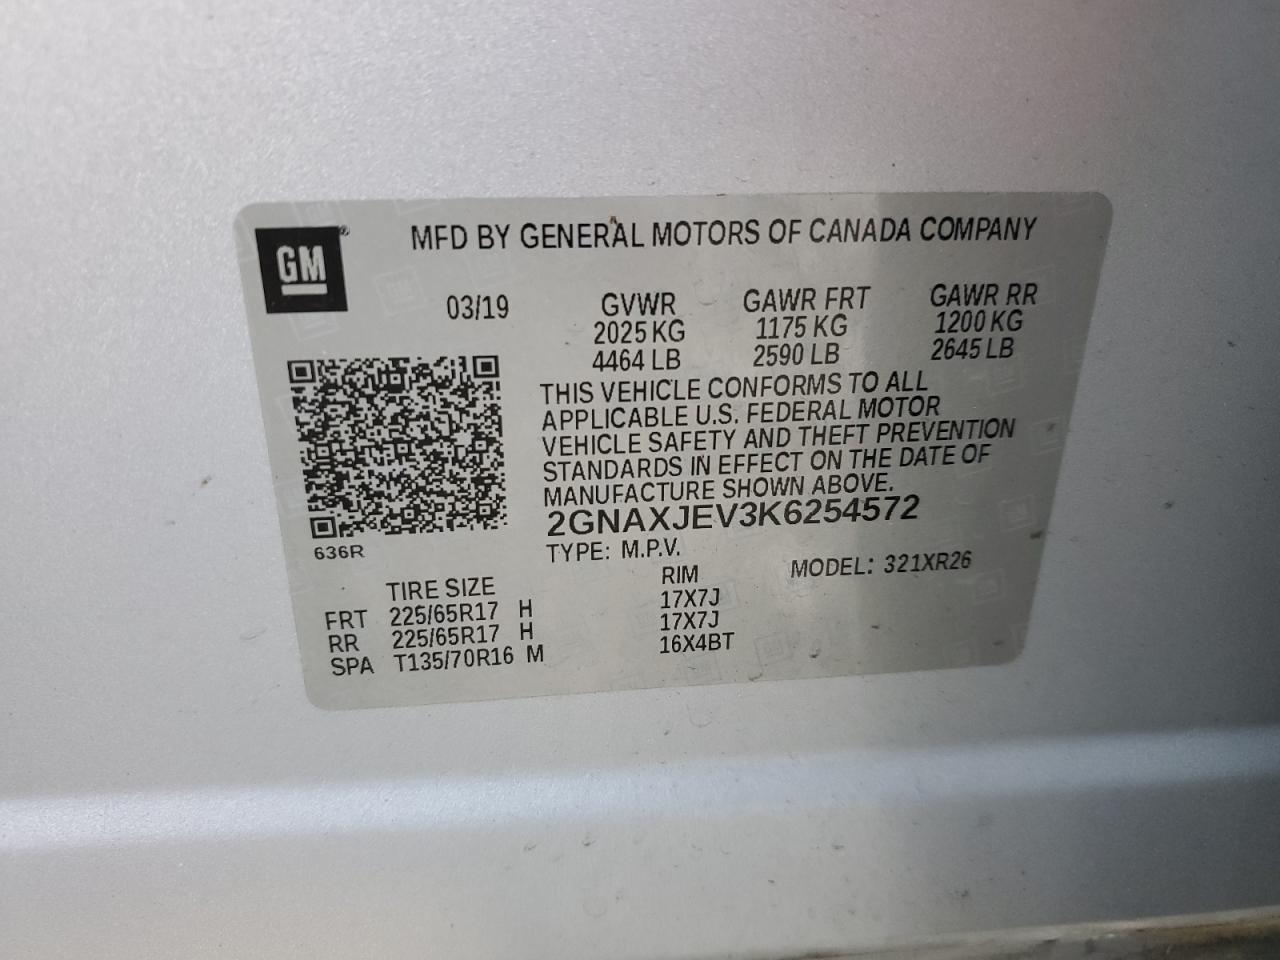 GM®
MFD BY GENERAL MOTORS OF CANADA COMPANY
03/19 GVWR GAWR FRT GAWR RR
2025 KG 1175 KG 1200 KG
4464 LB 2590 LB 2645 LB
THIS VEHICLE CONFORMS TO ALL
APPLICABLE U.S. FEDERAL MOTOR
VEHICLE SAFETY AND THEFT PREVENTION
STANDARDS IN EFFECT ON THE DATE OF
MANUFACTURE SHOWN ABOVE.
2GNAXJEV3K6254572
636R
TYPE: M.P.V. MODEL: 321XR26
TIRE SIZE RIM
FRT 225/65R17 H 17X7J
RR 225/65R17 H 17X7J
SPA T135/70R16 M 16X4BT